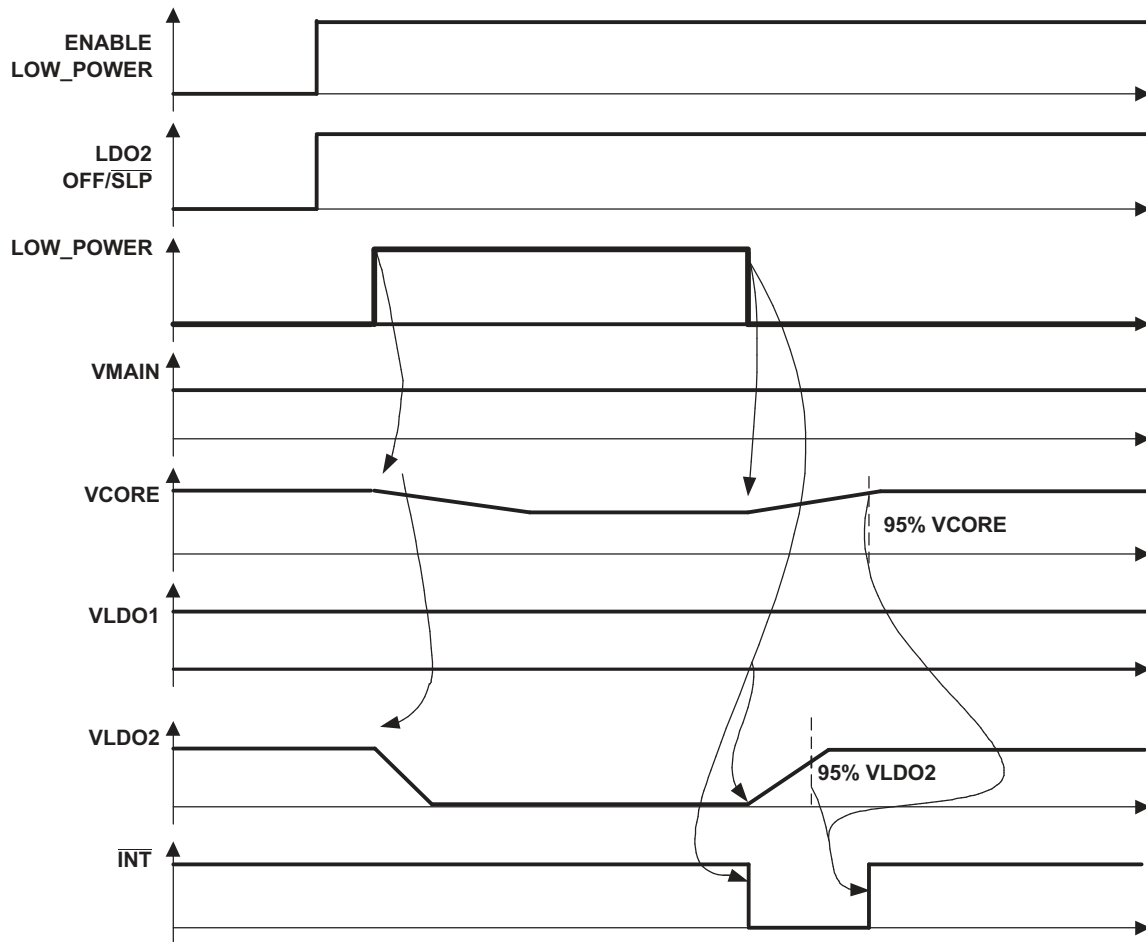 ENABLE
LOW_POWER
LDO2
OFF/SLP
LOW_POWER
VMAIN
VCORE
95% VCORE
VLDO1
VLDO2
95% VLDO2
INT